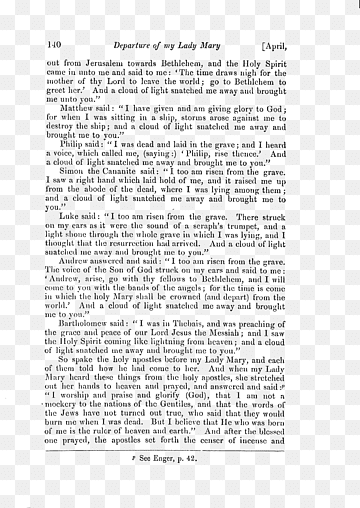 140 Departure of my Lady Mary [April,
out from Jerusalem towards Bethlehem, and the Holy Spirit
came in unto me and said to me: 'The time draws nigh for the
mother of thy Lord to leave the world; go to Bethlehem to
greet her.' And a cloud of light snatched me away and brought
me unto you."
Matthew said: "I have given and am giving glory to God;
for when I was sitting in a ship, storms arose against me to
destroy the ship; and a cloud of light snatched me away and
brought me to you."
Philip said: "I was dead and laid in the grave; and I heard
a voice, which called me, (saying:) 'Philip, rise thence.' And
a cloud of light snatched me away and brought me to you."
Simon the Cananite said: "I too am risen from the grave.
I saw a right hand which laid hold of me, and it raised me up
from the abode of the dead, where I was lying among them;
and a cloud of light snatched me away and brought me to
you."
Luke said: "I too am risen from the grave. There struck
on my ears as it were the sound of a seraph's trumpet, and a
light shone through the whole grave in which I was lying, and I
thought that the resurrection had arrived. And a cloud of light
snatched me away and brought me to you."
Andrew answered and said: "I too am risen from the grave.
The voice of the Son of God struck on my ears and said to me:
'Andrew, arise, go with thy fellows to Bethlehem, and I will
come to you with the bands of the angels; for the time is come
in which the holy Mary shall be crowned (and depart) from the
world.' And a cloud of light snatched me away and brought
me to you."
Bartholomew said: "I was in Thebais, and was preaching of
the grace and peace of our Lord Jesus the Messiah; and I saw
the Holy Spirit coming like lightning from heaven; and a cloud
of light snatched me away and brought me to you."
So spake the holy apostles before my Lady Mary, and each
of them told how he had come to her. And when my Lady
Mary heard these things from the holy apostles, she stretched
out her hands to heaven and prayed, and answered and said:p
"I worship and praise and glorify (God), that I am not a
mockery to the nations of the Gentiles, and that the words of
the Jews have not turned out true, who said that they would
burn me when I was dead. But I believe that He who was born
of me is the ruler of heaven and earth." And after the blessed
one prayed, the apostles set forth the censer of incense and
p See Enger, p. 42.